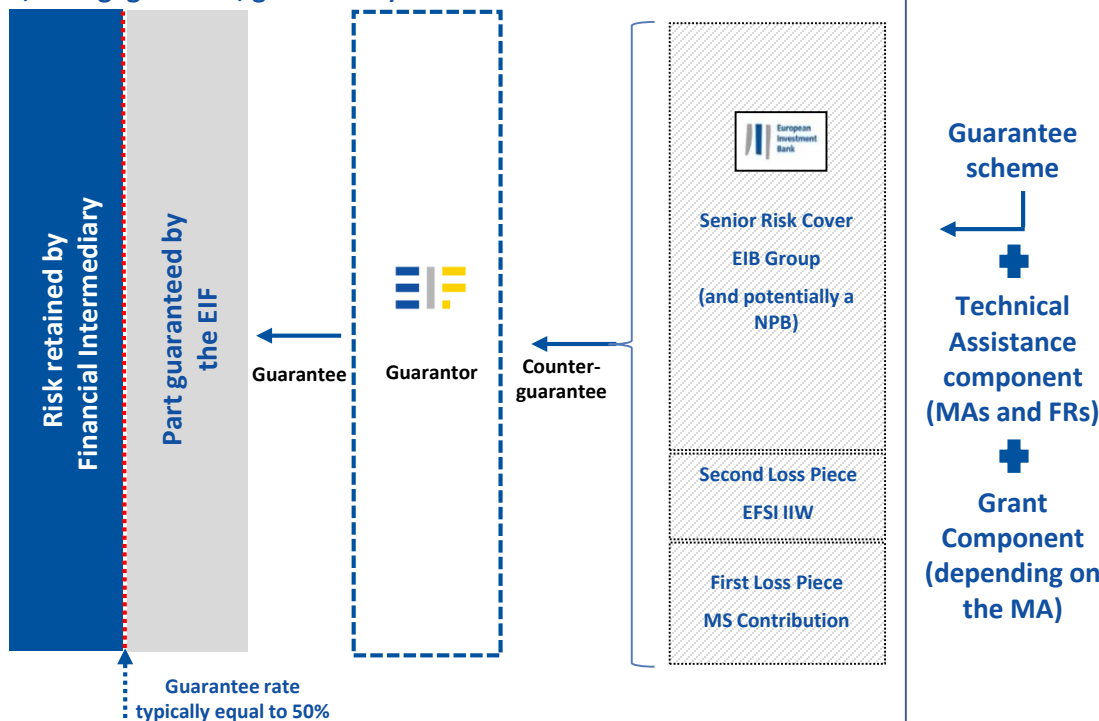 Risk retained by
Financial Intermediary
Part guaranteed by
the EIF
Guarantee
EIF
Guarantor
Counter-
guarantee
European
Investment
Bank
Senior Risk Cover
EIB Group
(and potentially a
NPB)
Second Loss Piece
EFSI IIW
First Loss Piece
MS Contribution
Guarantee
scheme
Technical
Assistance
component
(MAs and FRs)
Grant
Component
(depending on
the MA)
Guarantee rate
typically equal to 50%